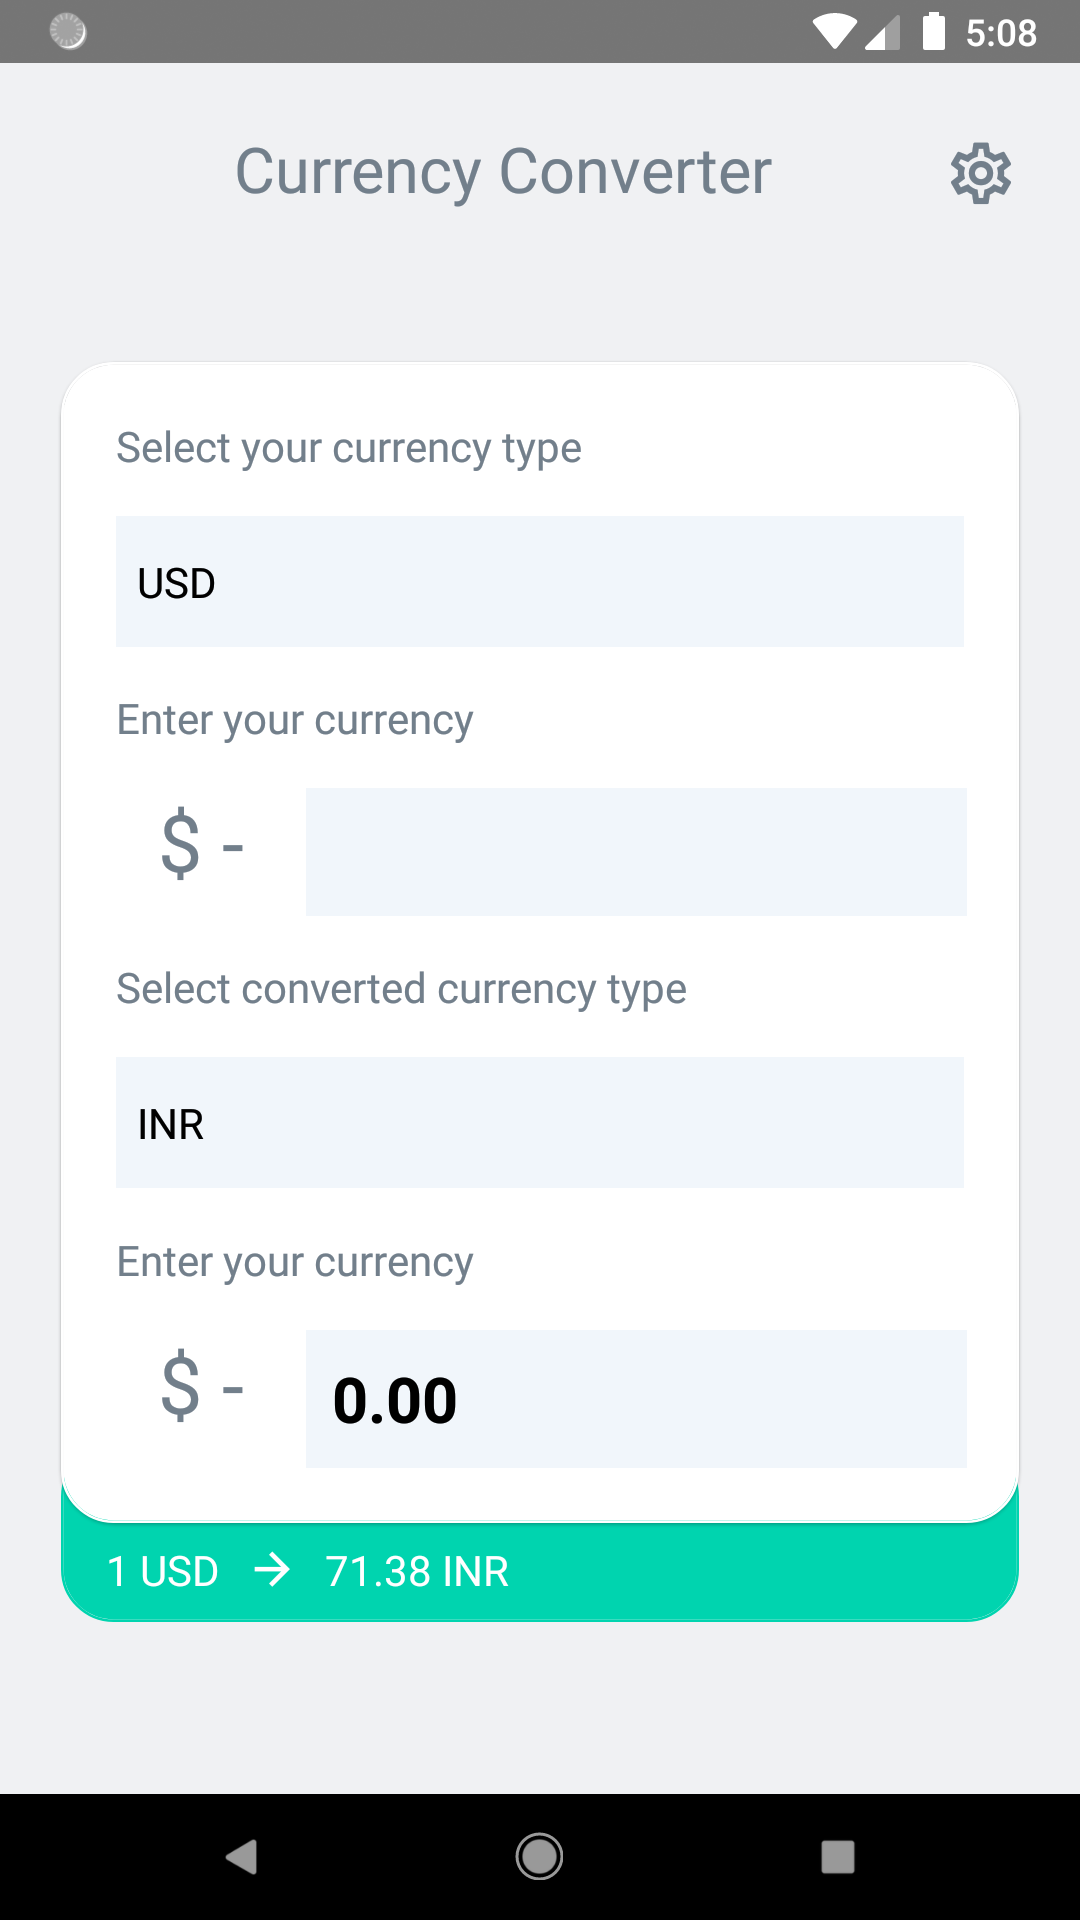 5:08
Currency Converter
Select your currency type
USD
Enter your currency
$ -
Select converted currency type
INR
Enter your currency
$ - 0.00
1 USD → 71.38 INR